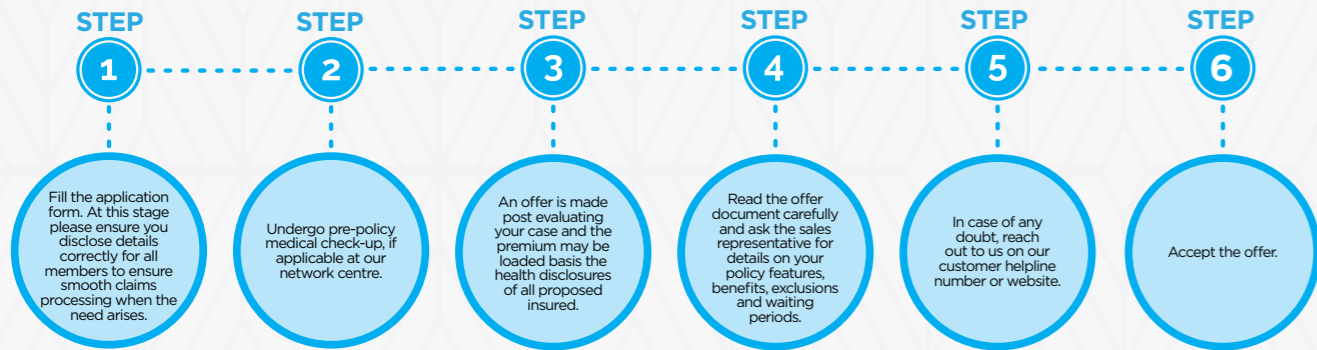 STEP
STEP
STEP
STEP
STEP
STEP
1
2
3
4
5
6
Fill the application
form. At this stage
please ensure you
disclose details
correctly for all
members to ensure
smooth claims
processing when the
need arises.
Undergo pre-policy
medical check-up, if
applicable at our
network centre.
An offer is made
post evaluating
your case and the
premium may be
loaded basis the
health disclosures
of all proposed
insured.
Read the offer
document carefully
and ask the sales
representative for
details on your
policy features,
benefits, exclusions
and waiting
periods.
In case of any
doubt, reach
out to us on our
customer helpline
number or website.
Accept the offer.